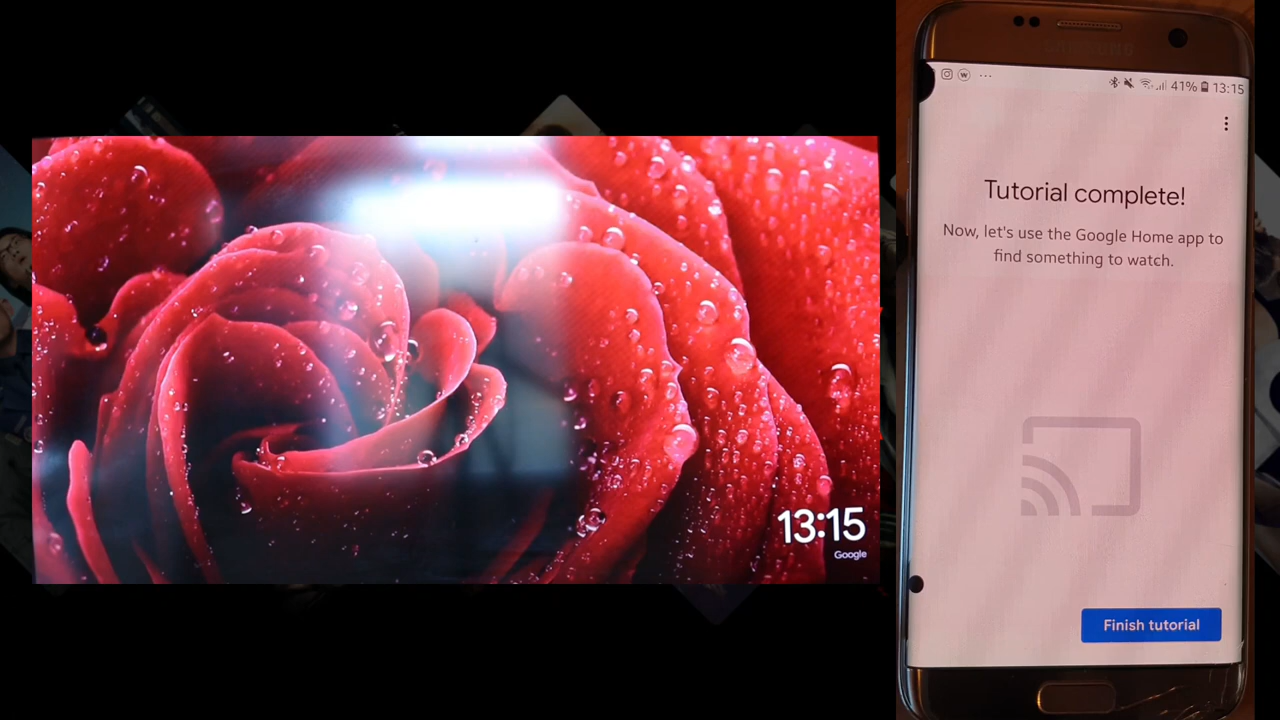 13:15
Google
SAMSUNG
41% 13:15
Tutorial complete!
Now, let's use the Google Home app to
find something to watch.
Finish tutorial